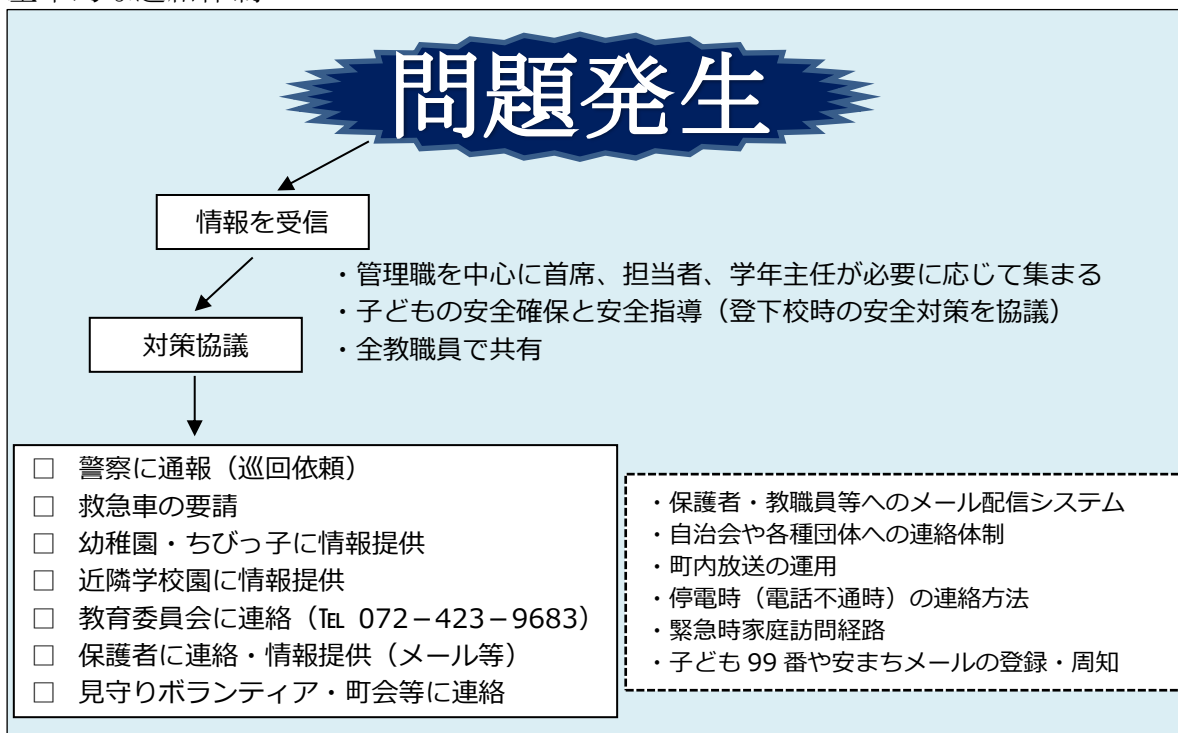 問題発生
情報を受信
・管理職を中心に首席、担当者、学年主任が必要に応じて集まる
・子どもの安全確保と安全指導（登下校時の安全対策を協議）
・全教職員で共有
対策協議
□ 警察に通報（巡回依頼）
□ 救急車の要請
□ 幼稚園・ちびっ子に情報提供
□ 近隣学校園に情報提供
□ 教育委員会に連絡（℡ 072－423－9683）
□ 保護者に連絡・情報提供（メール等）
□ 見守りボランティア・町会等に連絡
・保護者・教職員等へのメール配信システム
・自治会や各種団体への連絡体制
・町内放送の運用
・停電時（電話不通時）の連絡方法
・緊急時家庭訪問経路
・子ども 99 番や安まちメールの登録・周知